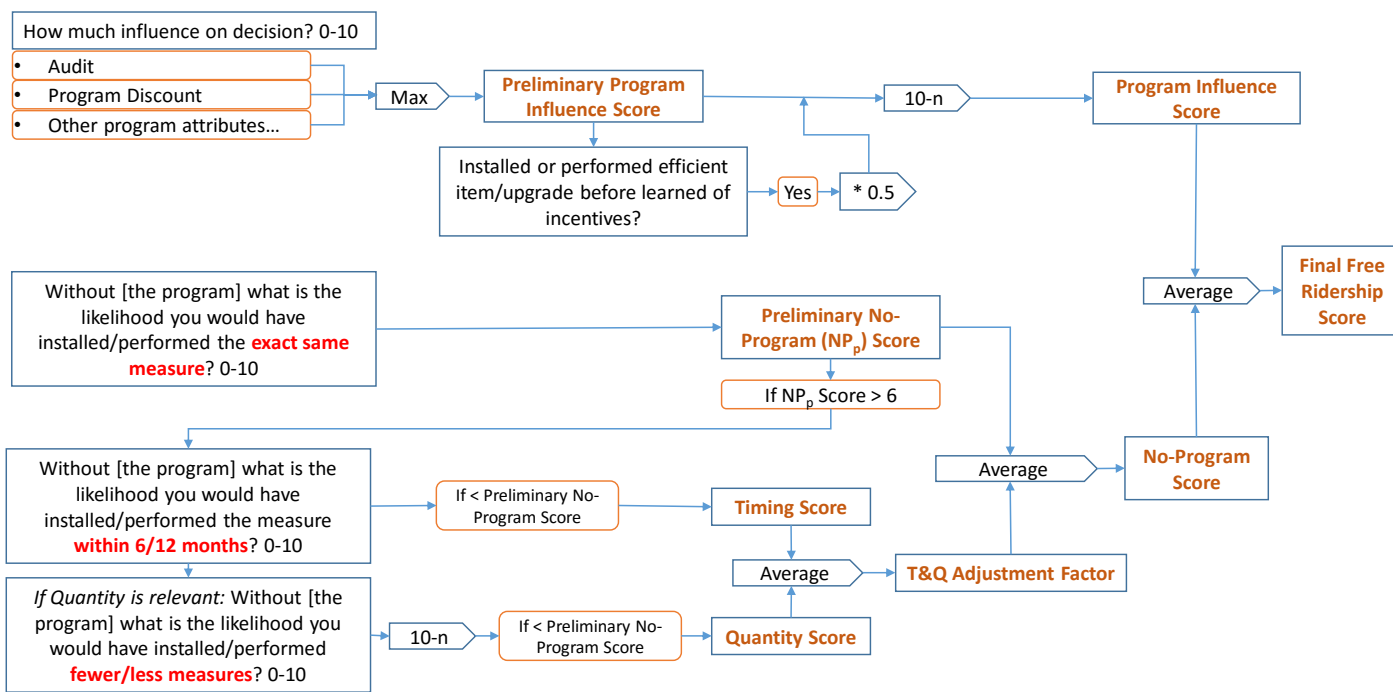 How much influence on decision? 0-10
• Audit
• Program Discount
• Other program attributes…
Max
Preliminary Program
Influence Score
10-n
Program Influence
Score
Installed or performed efficient
item/upgrade before learned of
incentives?
Yes
* 0.5
Without [the program] what is the
likelihood you would have
installed/performed the exact same
measure? 0-10
Preliminary No-
Program (NPp) Score
If NPp Score > 6
Average
Final Free
Ridership
Score
Without [the program] what is the
likelihood you would have
installed/performed the measure
within 6/12 months? 0-10
If < Preliminary No-
Program Score
Timing Score
Average
No-Program
Score
Average
T&Q Adjustment Factor
If Quantity is relevant: Without [the
program] what is the likelihood you
would have installed/performed
fewer/less measures? 0-10
10-n
If < Preliminary No-
Program Score
Quantity Score